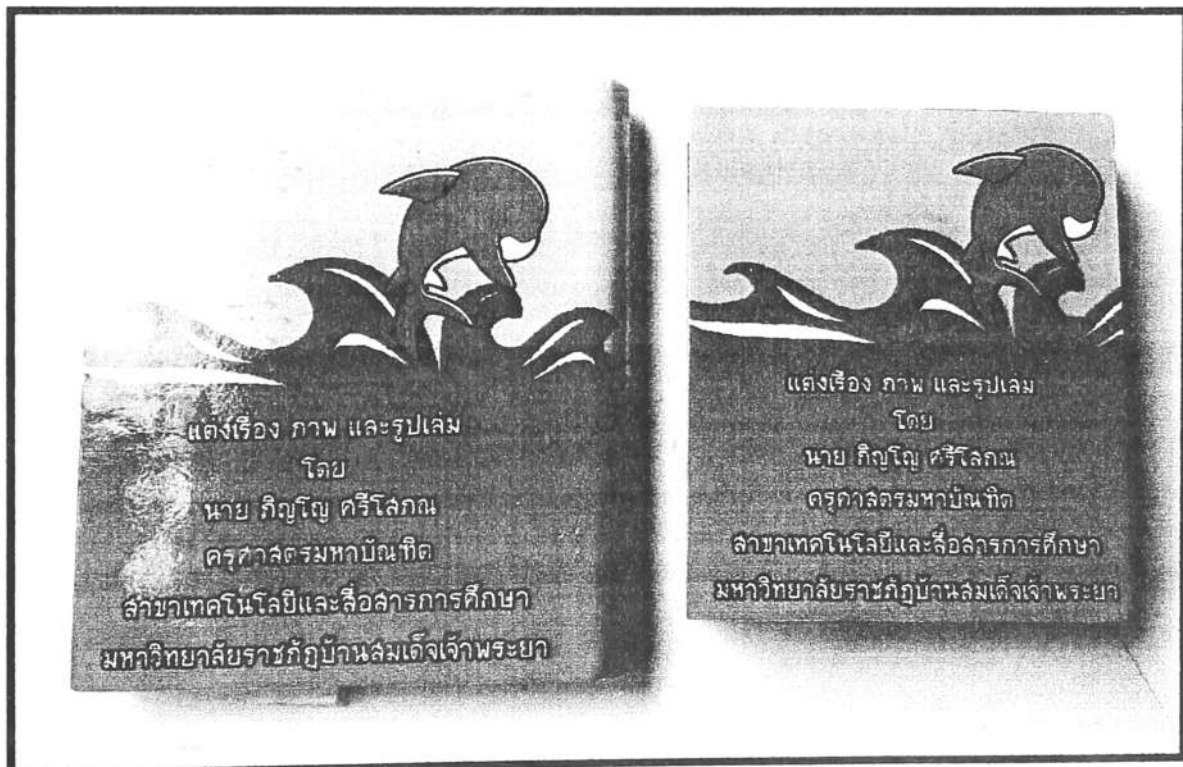 แต่งเรื่อง ภาพ และรูปเล่ม
โดย
นาย ภิญโญ ศรีโสภณ
ครุศาสตรมหาบัณฑิต
สาขาเทคโนโลยีและสื่อสารการศึกษา
มหาวิทยาลัยราชภัฏบ้านสมเด็จเจ้าพระยา
แต่งเรื่อง ภาพ และรูปเล่ม
โดย
นาย ภิญโญ ศรีโสภณ
ครุศาสตรมหาบัณฑิต
สาขาเทคโนโลยีและสื่อสารการศึกษา
มหาวิทยาลัยราชภัฏบ้านสมเด็จเจ้าพระยา